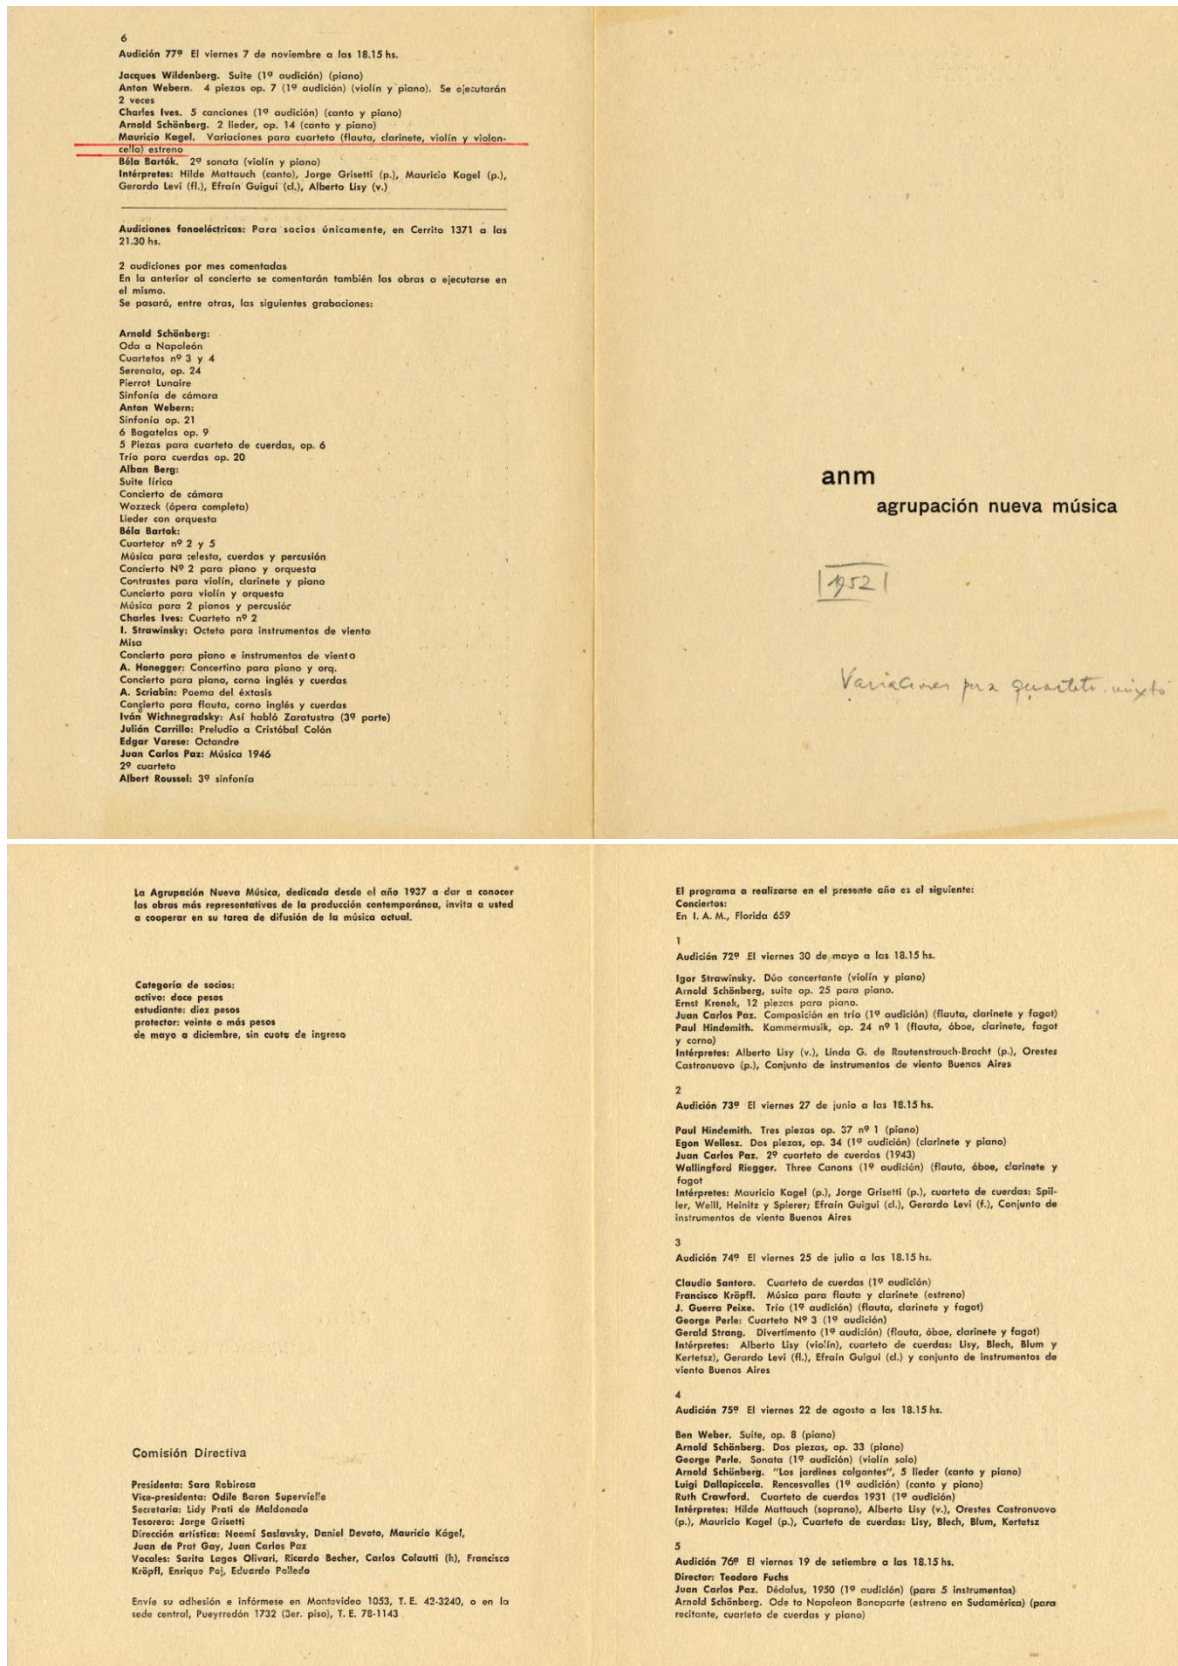 6
Audición 77ª El viernes 7 de noviembre a las 18.15 hs.
Jacques Wildenberg. Suite (1ª audición) (piano)
Anton Webern. 4 piezas op. 7 (1ª audición) (violín y piano). Se ejecutarán
2 veces
Charles Ives. 5 canciones (1ª audición) (canto y piano)
Arnold Schönberg. 2 lieder, op. 14 (canto y piano)
Mauricio Kagel. Variaciones para cuarteto (flauta, clarinete, violín y violon-
cello) estreno
Béla Bartók. 2ª sonata (violín y piano)
Intérpretes: Hilde Mattauch (canto), Jorge Grisetti (p.), Mauricio Kagel (p.),
Gerardo Levi (fl.), Efraín Guigui (cl.), Alberto Lisy (v.)
Audiciones fonoeléctricas: Para socios únicamente, en Cerrito 1371 a las
21.30 hs.
2 audiciones por mes comentadas
En la anterior al concierto se comentarán también las obras a ejecutarse en
el mismo.
Se pasará, entre otras, las siguientes grabaciones:
Arnold Schönberg:
Oda a Napoleón
Cuartetos nº 3 y 4
Serenata, op. 24
Pierrot Lunaire
Sinfonía de cámara
Anton Webern:
Sinfonía op. 21
6 Bagatelas op. 9
5 Piezas para cuarteto de cuerdas, op. 6
Trío para cuerdas op. 20
Alban Berg:
Suite lírica
Concierto de cámara
Wozzeck (ópera completa)
Lieder con orquesta
Béla Bartok:
Cuartetos nº 2 y 5
Música para celesta, cuerdas y percusión
Concierto Nº 2 para piano y orquesta
Contrastes para violín, clarinete y piano
Cuncierto para violín y orquesta
Música para 2 pianos y percusión
Charles Ives: Cuarteto nº 2
I. Strawinsky: Octeto para instrumentos de viento
Misa
Concierto para piano e instrumentos de viento
A. Honegger: Concertino para piano y orq.
Concierto para piano, corno inglés y cuerdas
A. Scriabin: Poema del éxtasis
Concierto para flauta, corno inglés y cuerdas
Iván Wichnegradsky: Así habló Zaratustra (3ª parte)
Julián Carrillo: Preludio a Cristóbal Colón
Edgar Varese: Octandre
Juan Carlos Paz: Música 1946
2º cuarteto
Albert Roussel: 3ª sinfonía
anm
agrupación nueva música
1952
Variaciones para quarteto mixto
La Agrupación Nueva Música, dedicada desde el año 1937 a dar a conocer
las obras más representativas de la producción contemporánea, invita a usted
a cooperar en su tarea de difusión de la música actual.
Categoría de socios:
activo: doce pesos
estudiante: diez pesos
protector: veinte o más pesos
de mayo a diciembre, sin cuota de ingreso
Comisión Directiva
Presidenta: Sara Robirosa
Vice-presidenta: Odile Baron Supervielle
Secretaria: Lidy Prati de Maldonado
Tesorero: Jorge Grisetti
Dirección artística: Noemí Saslavsky, Daniel Devoto, Mauricio Kágel,
Juan de Prat Gay, Juan Carlos Paz
Vocales: Sarita Lagos Olivari, Ricardo Becher, Carlos Colautti (h), Francisco
Kröpfl, Enrique Eduardo Polledo
Envíe su adhesión e infórmese en Montevideo 1053, T. E. 42-3240, o en la
sede central, Pueyrredón 1732 (3er. piso), T. E. 78-1143
El programa a realizarse en el presente año es el siguiente:
Conciertos:
En I. A. M., Florida 659
1
Audición 72ª El viernes 30 de mayo a las 18.15 hs.
Igor Strawinsky. Dúo concertante (violín y piano)
Arnold Schönberg, suite op. 25 para piano.
Ernst Krenek, 12 piezas para piano.
Juan Carlos Paz. Composición en trío (1ª audición) (flauta, clarinete y fagot)
Paul Hindemith. Kammermusik, op. 24 nº 1 (flauta, óboe, clarinete, fagot
y corno)
Intérpretes: Alberto Lisy (v.), Linda G. de Rautenstrauch-Bracht (p.), Orestes
Castronuovo (p.), Conjunto de instrumentos de viento Buenos Aires
2
Audición 73ª El viernes 27 de junio a las 18.15 hs.
Paul Hindemith. Tres piezas op. 37 nº 1 (piano)
Egon Wellesz. Dos piezas, op. 34 (1ª audición) (clarinete y piano)
Juan Carlos Paz. 2º cuarteto de cuerdas (1943)
Wallingford Riegger. Three Canons (1ª audición) (flauta, óboe, clarinete y
fagot
Intérpretes: Mauricio Kagel (p.), Jorge Grisetti (p.), cuarteto de cuerdas: Spil-
ler, Weill, Heinitz y Spierer; Efraín Guigui (cl.), Gerardo Levi (f.), Conjunto de
instrumentos de viento Buenos Aires
3
Audición 74ª El viernes 25 de julio a las 18.15 hs.
Claudio Santoro. Cuarteto de cuerdas (1ª audición)
Francisco Kröpfl. Música para flauta y clarinete (estreno)
J. Guerra Peixe. Trío (1ª audición) (flauta, clarinete y fagot)
George Perle: Cuarteto Nº 3 (1ª audición)
Gerald Strang. Divertimento (1ª audición) (flauta, óboe, clarinete y fagot)
Intérpretes: Alberto Lisy (violín), cuarteto de cuerdas: Lisy, Blech, Blum y
Kertetsz), Gerardo Levi (fl.), Efraín Guigui (cl.) y conjunto de instrumentos de
viento Buenos Aires
4
Audición 75ª El viernes 22 de agosto a las 18.15 hs.
Ben Weber. Suite, op. 8 (piano)
Arnold Schönberg. Dos piezas, op. 33 (piano)
George Perle. Sonata (1ª audición) (violín solo)
Arnold Schönberg. "Los jardines colgantes", 5 lieder (canto y piano)
Luigi Dallapiccola. Rencesvalles (1ª audición) (canto y piano)
Ruth Crawford. Cuarteto de cuerdas 1931 (1ª audición)
Intérpretes: Hilde Mattauch (soprano), Alberto Lisy (v.), Orestes Castronuovo
(p.), Mauricio Kagel (p.), Cuarteto de cuerdas: Lisy, Blech, Blum, Kertetsz
5
Audición 76ª El viernes 19 de setiembre a las 18.15 hs.
Director: Teodoro Fuchs
Juan Carlos Paz. Dédalus, 1950 (1ª audición) (para 5 instrumentos)
Arnold Schönberg. Ode to Napoleon Bonaparte (estreno en Sudamérica) (para
recitante, cuarteto de cuerdas y piano)